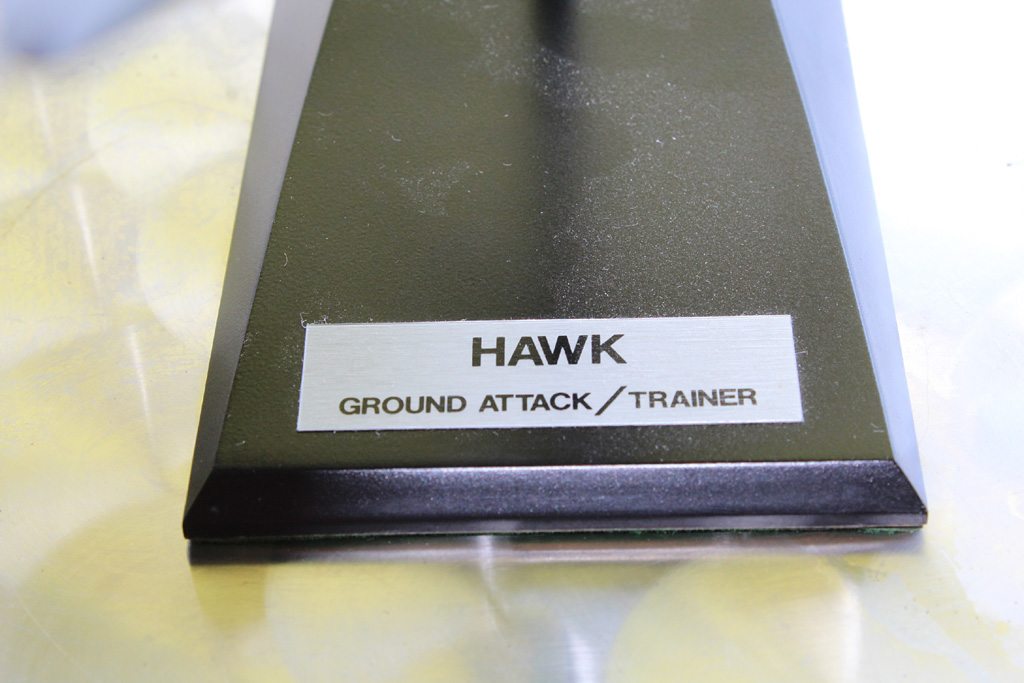 HAWK
GROUND ATTACK/TRAINER